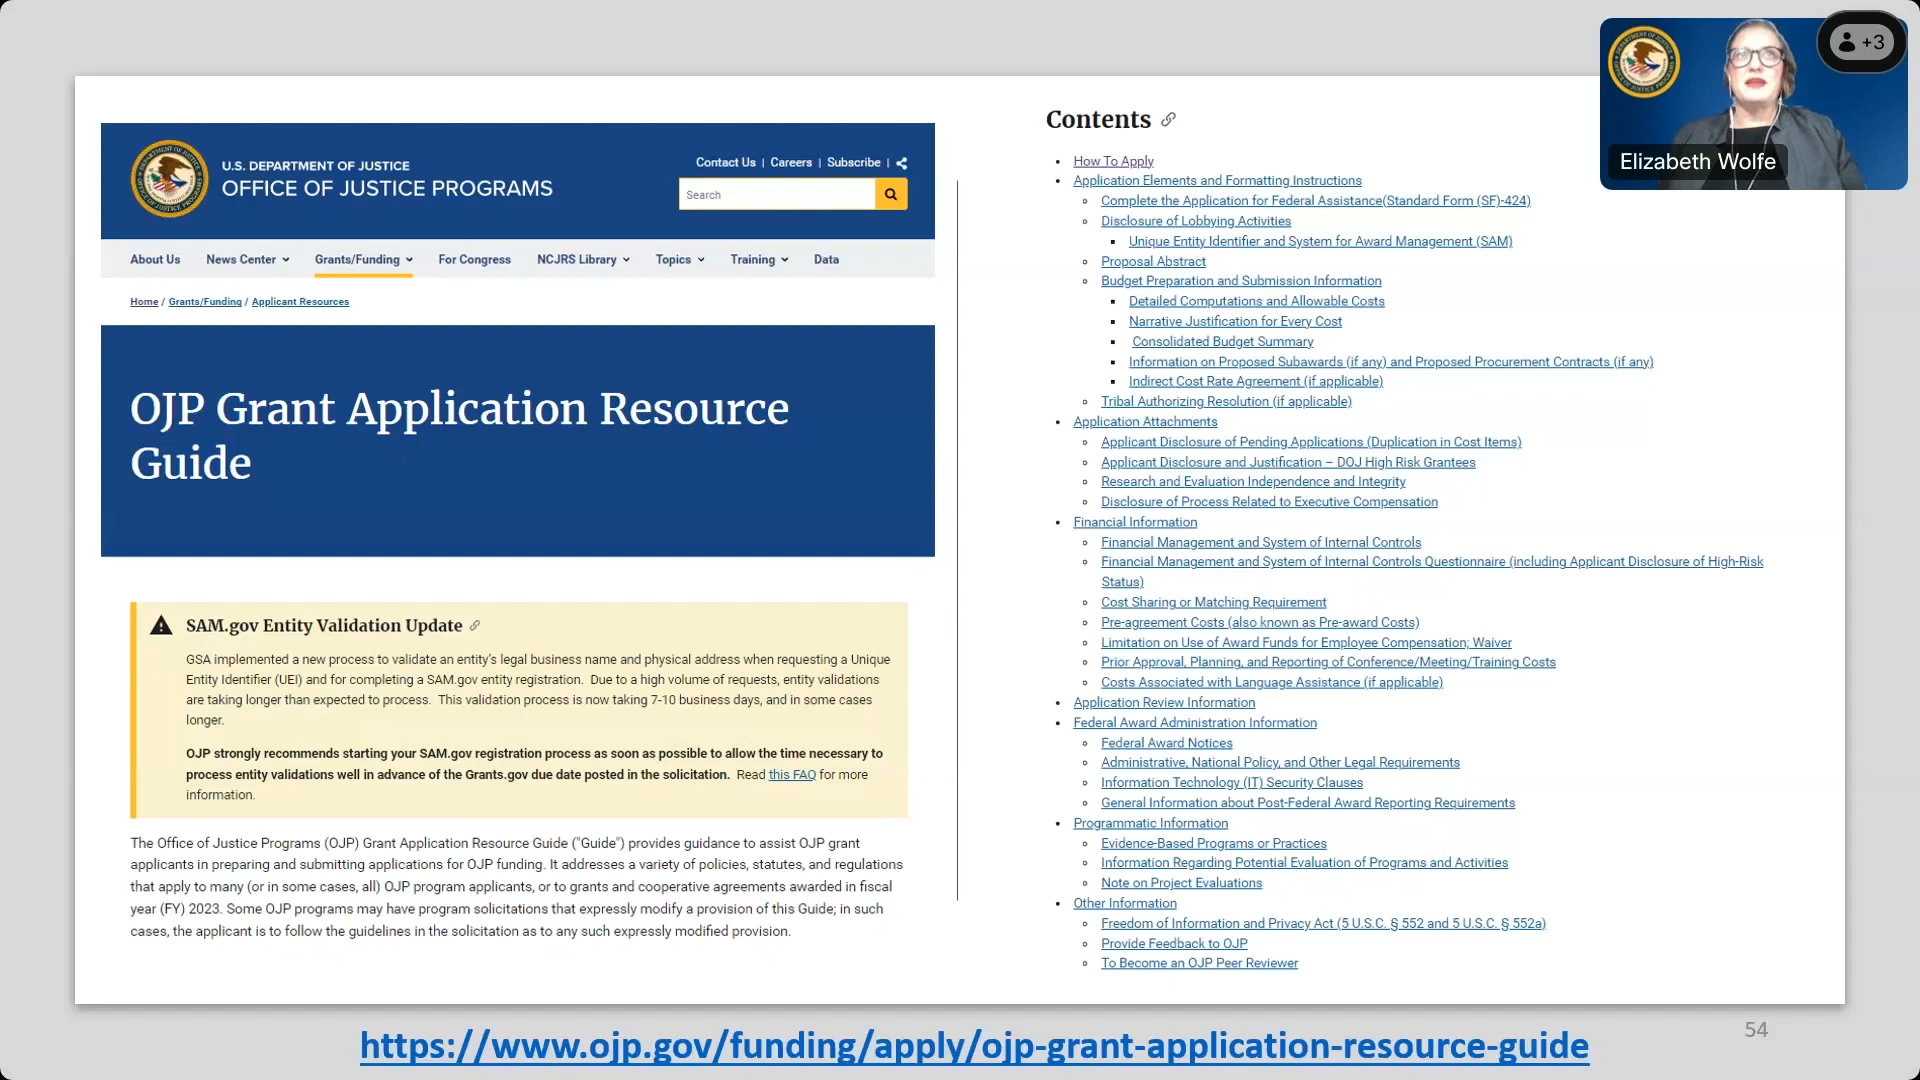 U.S. DEPARTMENT OF JUSTICE
OFFICE OF JUSTICE PROGRAMS
Contact Us | Careers | Subscribe |
Search
About Us News Center Grants/Funding For Congress NCJRS Library Topics Training Data
Home / Grants/Funding / Applicant Resources
OJP Grant Application Resource
Guide
SAM.gov Entity Validation Update
GSA implemented a new process to validate an entity's legal business name and physical address when requesting a Unique
Entity Identifier (UEI) and for completing a SAM.gov entity registration. Due to a high volume of requests, entity validations
are taking longer than expected to process. This validation process is now taking 7-10 business days, and in some cases
longer.
OJP strongly recommends starting your SAM.gov registration process as soon as possible to allow the time necessary to
process entity validations well in advance of the Grants.gov due date posted in the solicitation. Read this FAQ for more
information.
The Office of Justice Programs (OJP) Grant Application Resource Guide ("Guide") provides guidance to assist OJP grant
applicants in preparing and submitting applications for OJP funding. It addresses a variety of policies, statutes, and regulations
that apply to many (or in some cases, all) OJP program applicants, or to grants and cooperative agreements awarded in fiscal
year (FY) 2023. Some OJP programs may have program solicitations that expressly modify a provision of this Guide; in such
cases, the applicant is to follow the guidelines in the solicitation as to any such expressly modified provision.
Contents
• How To Apply
• Application Elements and Formatting Instructions
◦ Complete the Application for Federal Assistance(Standard Form (SF)-424)
◦ Disclosure of Lobbying Activities
▪ Unique Entity Identifier and System for Award Management (SAM)
◦ Proposal Abstract
◦ Budget Preparation and Submission Information
▪ Detailed Computations and Allowable Costs
▪ Narrative Justification for Every Cost
▪ Consolidated Budget Summary
▪ Information on Proposed Subawards (if any) and Proposed Procurement Contracts (if any)
▪ Indirect Cost Rate Agreement (if applicable)
◦ Tribal Authorizing Resolution (if applicable)
• Application Attachments
◦ Applicant Disclosure of Pending Applications (Duplication in Cost Items)
◦ Applicant Disclosure and Justification – DOJ High Risk Grantees
◦ Research and Evaluation Independence and Integrity
◦ Disclosure of Process Related to Executive Compensation
• Financial Information
◦ Financial Management and System of Internal Controls
◦ Financial Management and System of Internal Controls Questionnaire (including Applicant Disclosure of High-Risk
Status)
◦ Cost Sharing or Matching Requirement
◦ Pre-agreement Costs (also known as Pre-award Costs)
◦ Limitation on Use of Award Funds for Employee Compensation; Waiver
◦ Prior Approval, Planning, and Reporting of Conference/Meeting/Training Costs
◦ Costs Associated with Language Assistance (if applicable)
• Application Review Information
• Federal Award Administration Information
◦ Federal Award Notices
◦ Administrative, National Policy, and Other Legal Requirements
◦ Information Technology (IT) Security Clauses
◦ General Information about Post-Federal Award Reporting Requirements
• Programmatic Information
◦ Evidence-Based Programs or Practices
◦ Information Regarding Potential Evaluation of Programs and Activities
◦ Note on Project Evaluations
• Other Information
◦ Freedom of Information and Privacy Act (5 U.S.C. § 552 and 5 U.S.C. § 552a)
◦ Provide Feedback to OJP
◦ To Become an OJP Peer Reviewer
+3
Elizabeth Wolfe
https://www.ojp.gov/funding/apply/ojp-grant-application-resource-guide
54